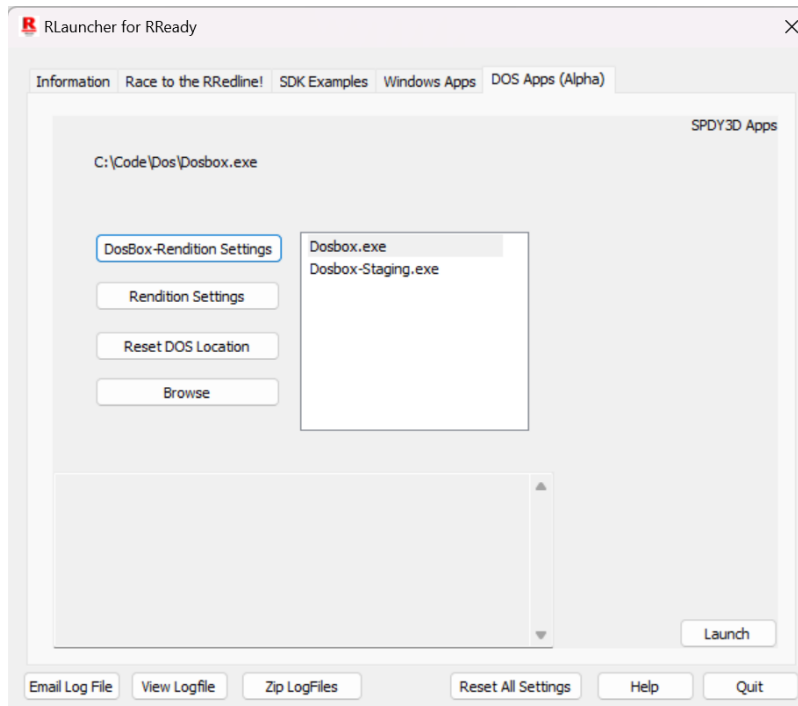 RLauncher for RReady
Information Race to the RRedline! SDK Examples Windows Apps DOS Apps (Alpha)
SPDY3D Apps
C:\Code\Dos\Dosbox.exe
DosBox-Rendition Settings
Rendition Settings
Reset DOS Location
Browse
Dosbox.exe
Dosbox-Staging.exe
Launch
Email Log File View Logfile Zip LogFiles Reset All Settings Help Quit